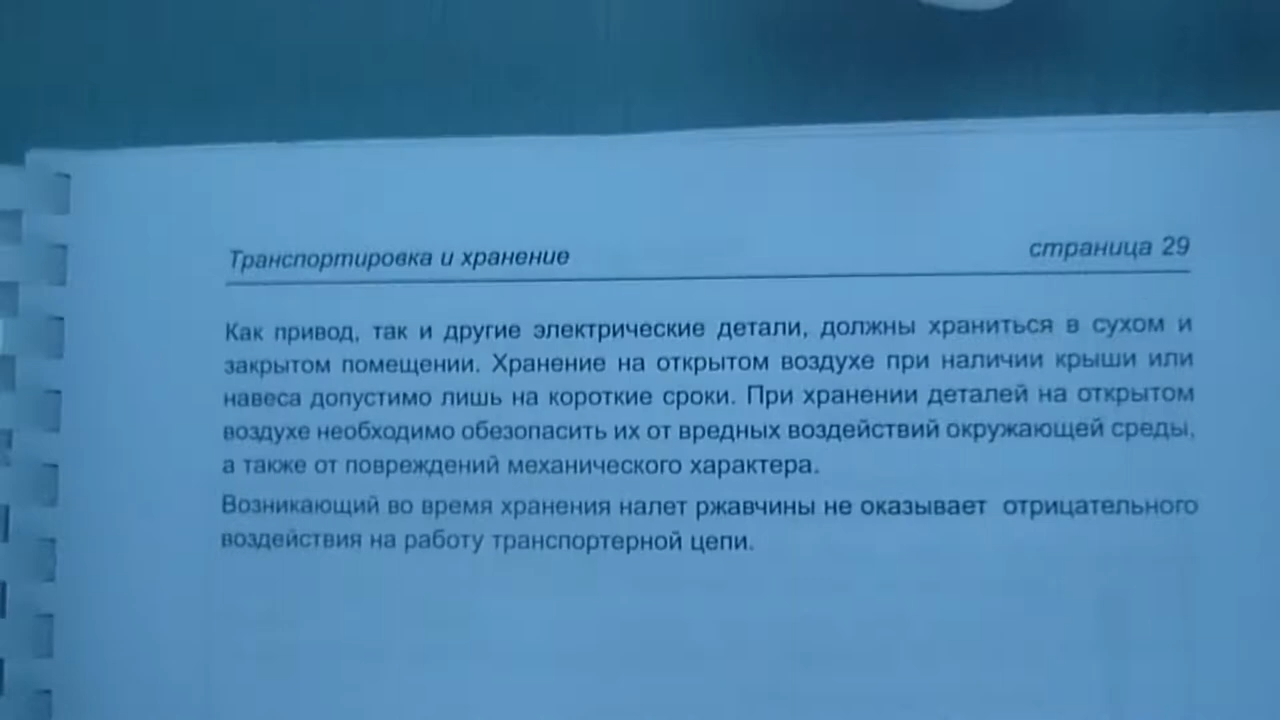 Транспортировка и хранение страница 29
Как привод, так и другие электрические детали, должны храниться в сухом и
закрытом помещении. Хранение на открытом воздухе при наличии крыши или
навеса допустимо лишь на короткие сроки. При хранении деталей на открытом
воздухе необходимо обезопасить их от вредных воздействий окружающей среды,
а также от повреждений механического характера.
Возникающий во время хранения налет ржавчины не оказывает отрицательного
воздействия на работу транспортерной цепи.